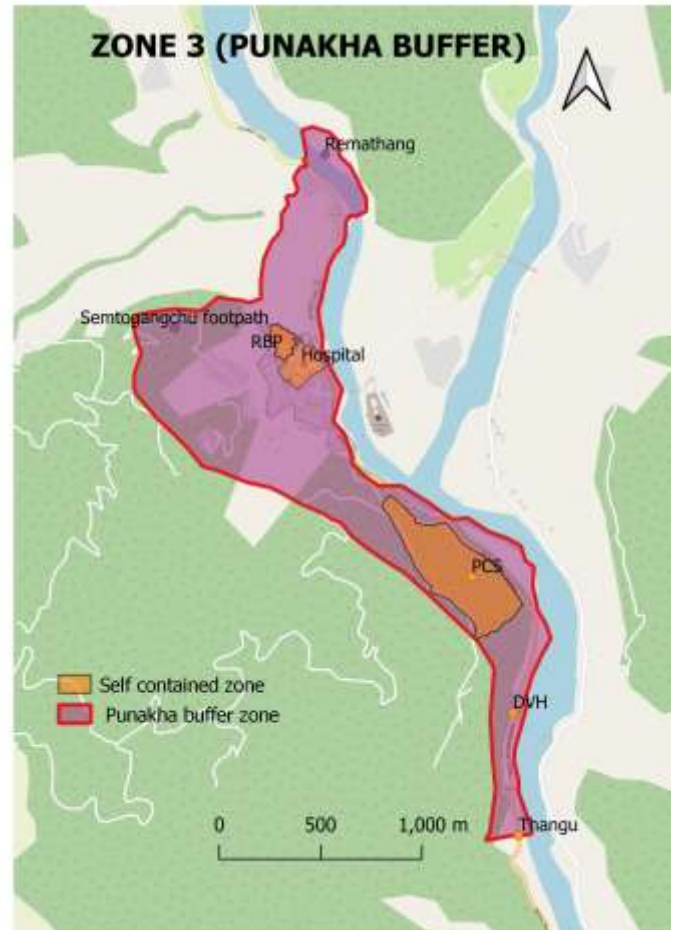 ZONE 3 (PUNAKHA BUFFER)
Remathang
Semtogangchu footpath
RBP
Hospital
PCS
Self contained zone
Punakha buffer zone
DVH
0 500 1,000 m
Thangu